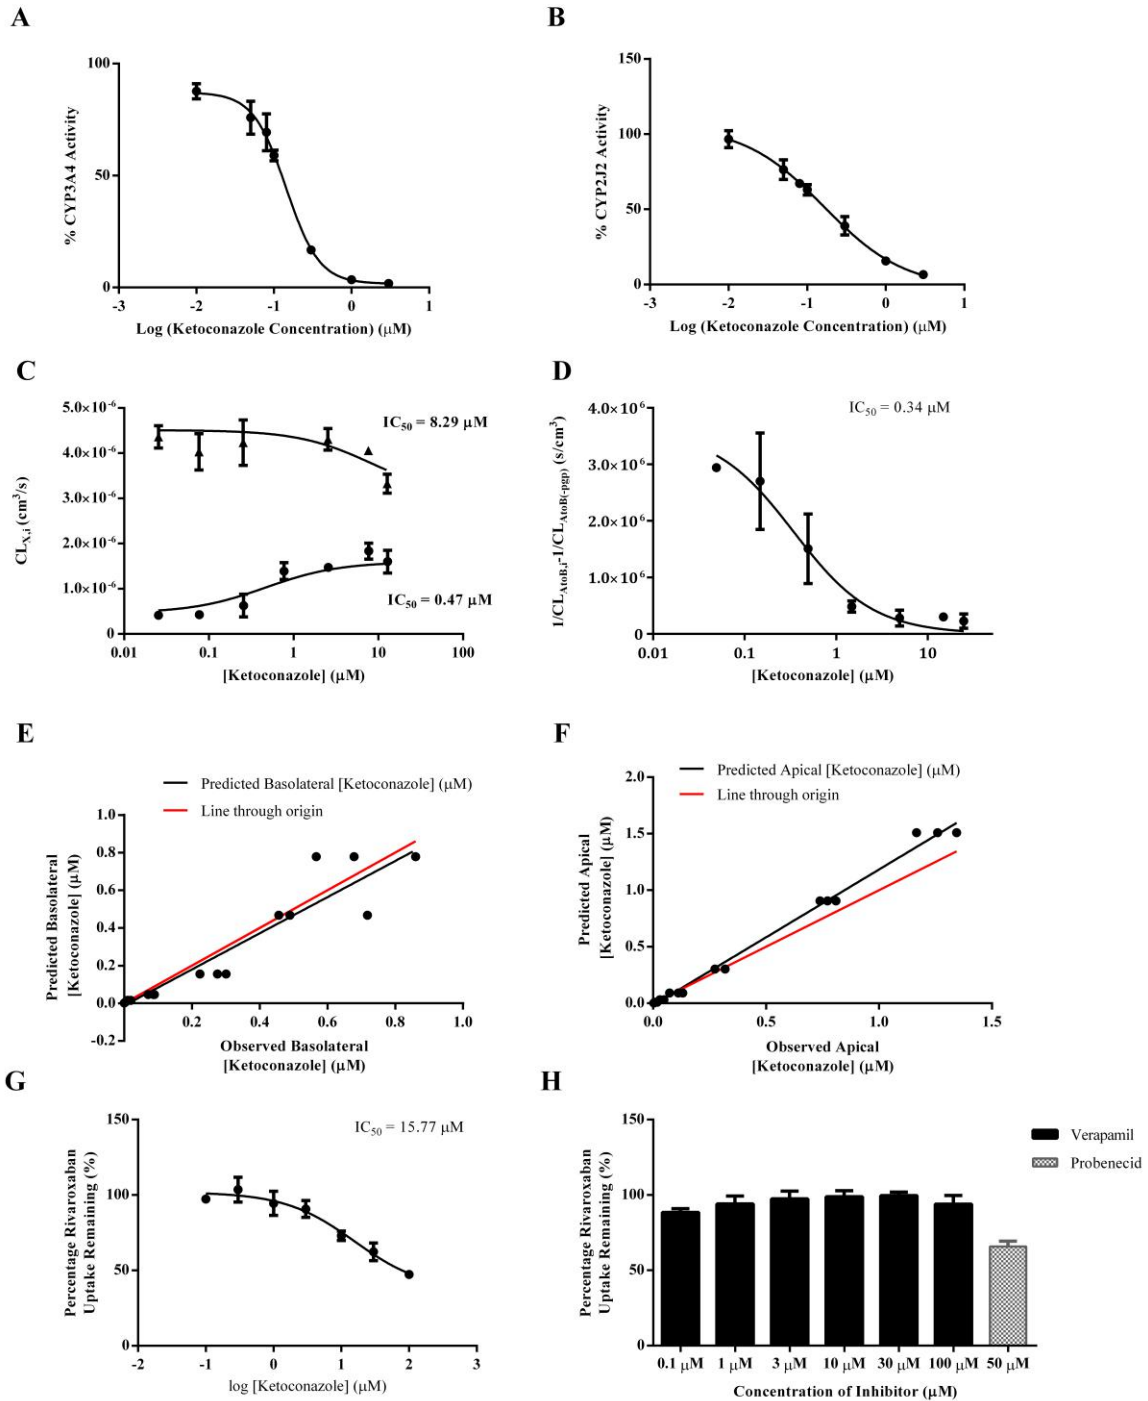 A
100
50
0
% CYP3A4 Activity
-3 -2 -1 0 1
Log (Ketoconazole Concentration) (μM)
B
150
100
50
0
% CYP2J2 Activity
-3 -2 -1 0 1
Log (Ketoconazole Concentration) (μM)
C
5.0×10⁻⁶
4.0×10⁻⁶
3.0×10⁻⁶
2.0×10⁻⁶
1.0×10⁻⁶
0
CL_X,i (cm³/s)
IC₅₀ = 8.29 μM
IC₅₀ = 0.47 μM
0.01 0.1 1 10 100
[Ketoconazole] (μM)
D
4.0×10⁶
3.0×10⁶
2.0×10⁶
1.0×10⁶
0
1/CL_AtoB,i-1/CL_AtoB(-pgp) (s/cm³)
IC₅₀ = 0.34 μM
0.01 0.1 1 10
[Ketoconazole] (μM)
E
Predicted Basolateral [Ketoconazole] (μM)
Line through origin
1.0
0.8
0.6
0.4
0.2
0.0
-0.2
Predicted Basolateral
[Ketoconazole] (μM)
0.2 0.4 0.6 0.8 1.0
Observed Basolateral
[Ketoconazole] (μM)
F
Predicted Apical [Ketoconazole] (μM)
Line through origin
2.0
1.5
1.0
0.5
0.0
Predicted Apical
[Ketoconazole] (μM)
0.0 0.5 1.0 1.5
Observed Apical
[Ketoconazole] (μM)
G
IC₅₀ = 15.77 μM
150
100
50
0
Percentage Rivaroxaban
Uptake Remaining (%)
-2 -1 0 1 2 3
log [Ketoconazole] (μM)
H
150
100
50
0
Percentage Rivaroxaban
Uptake Remaining (%)
Verapamil
Probenecid
0.1 μM 1 μM 3 μM 10 μM 30 μM 100 μM 50 μM
Concentration of Inhibitor (μM)